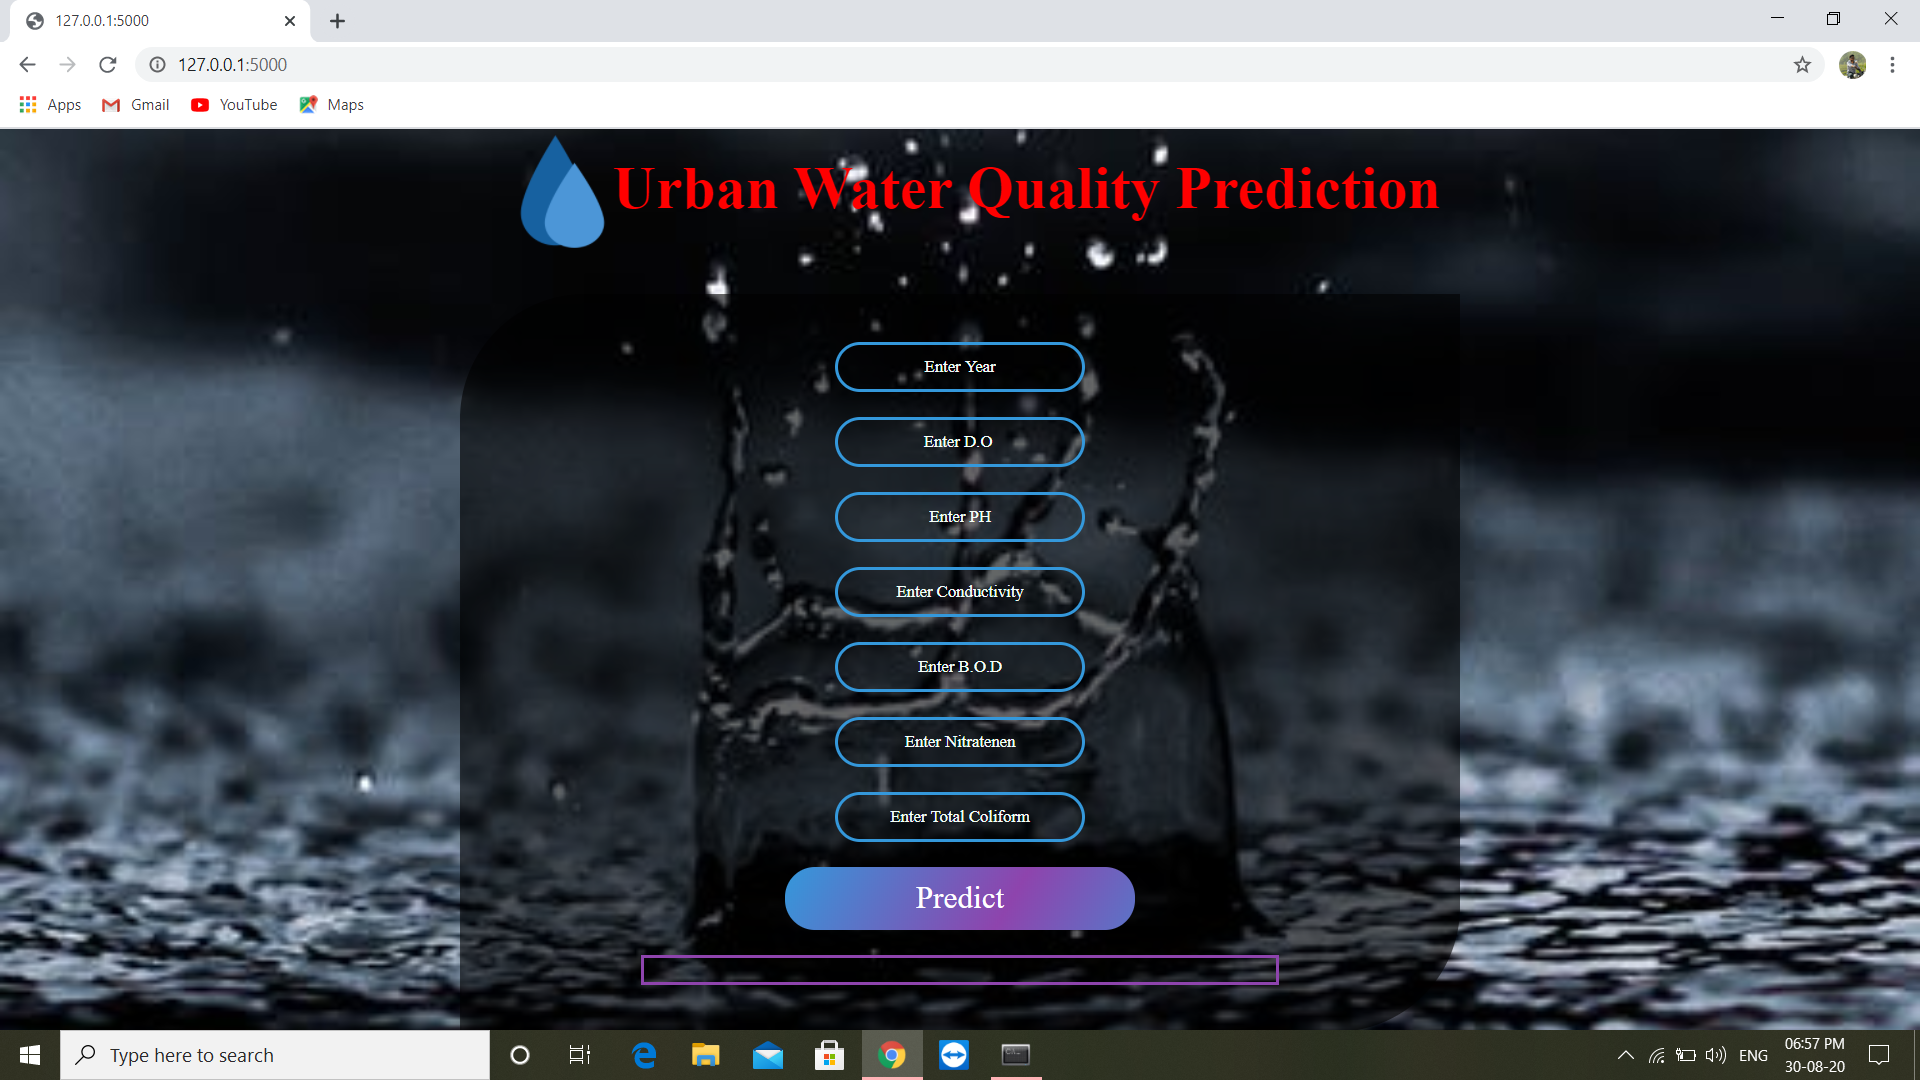 127.0.0.1:5000
127.0.0.1:5000
Apps Gmail YouTube Maps
Urban Water Quality Prediction
Enter Year
Enter D.O
Enter PH
Enter Conductivity
Enter B.O.D
Enter Nitratenen
Enter Total Coliform
Predict
Type here to search
ENG
06:57 PM
30-08-20